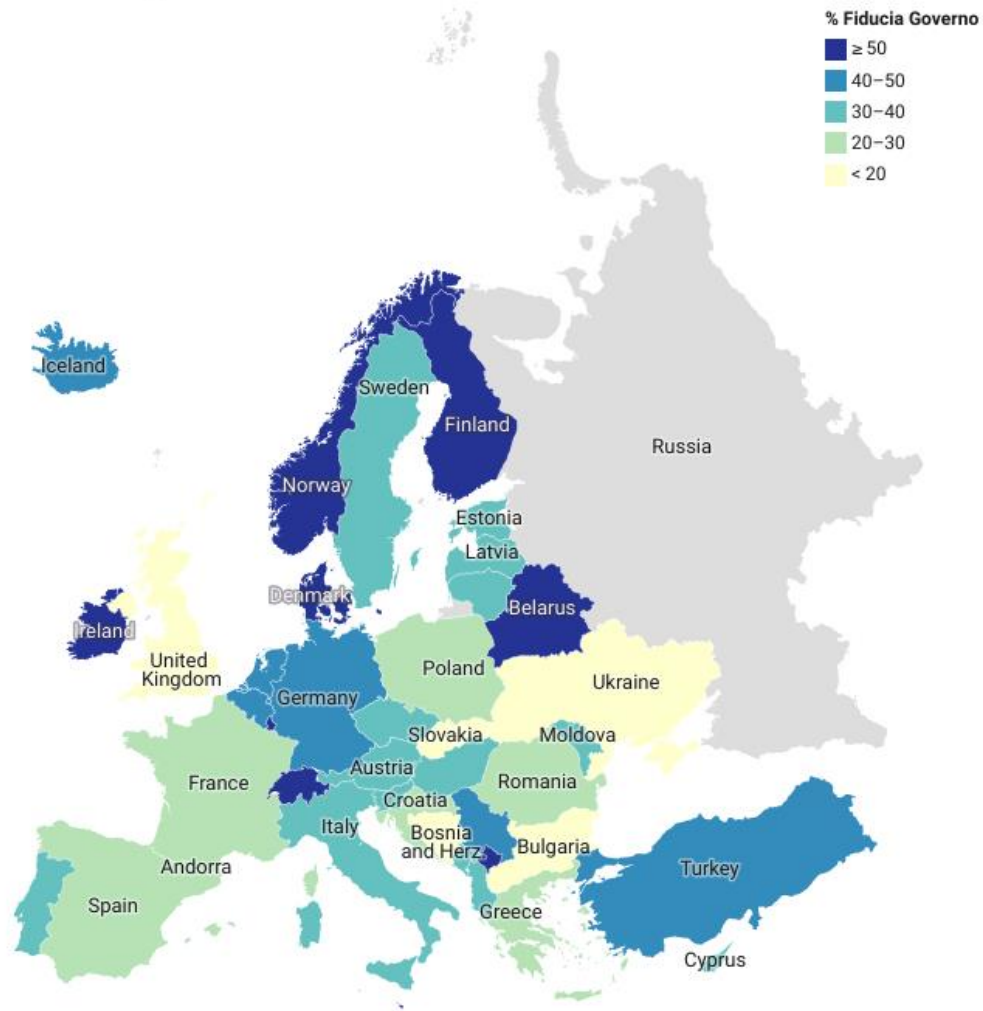 % Fiducia Governo
≥ 50
40–50
30–40
20–30
< 20
Iceland
Sweden
Finland
Russia
Norway
Estonia
Latvia
Denmark
Belarus
Ireland
United
Kingdom
Poland
Ukraine
Germany
Slovakia
Moldova
Austria
France
Romania
Croatia
Italy
Bosnia
and Herz.
Bulgaria
Andorra
Turkey
Spain
Greece
Cyprus